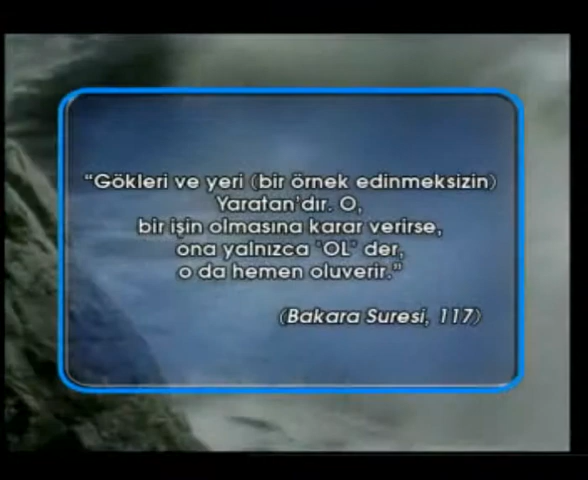 “Gökleri ve yeri (bir örnek edinmeksizin)
Yaratan'dır. O,
bir işin olmasına karar verirse,
ona yalnızca "OL" der,
o da hemen oluverir.”
(Bakara Suresi, 117)